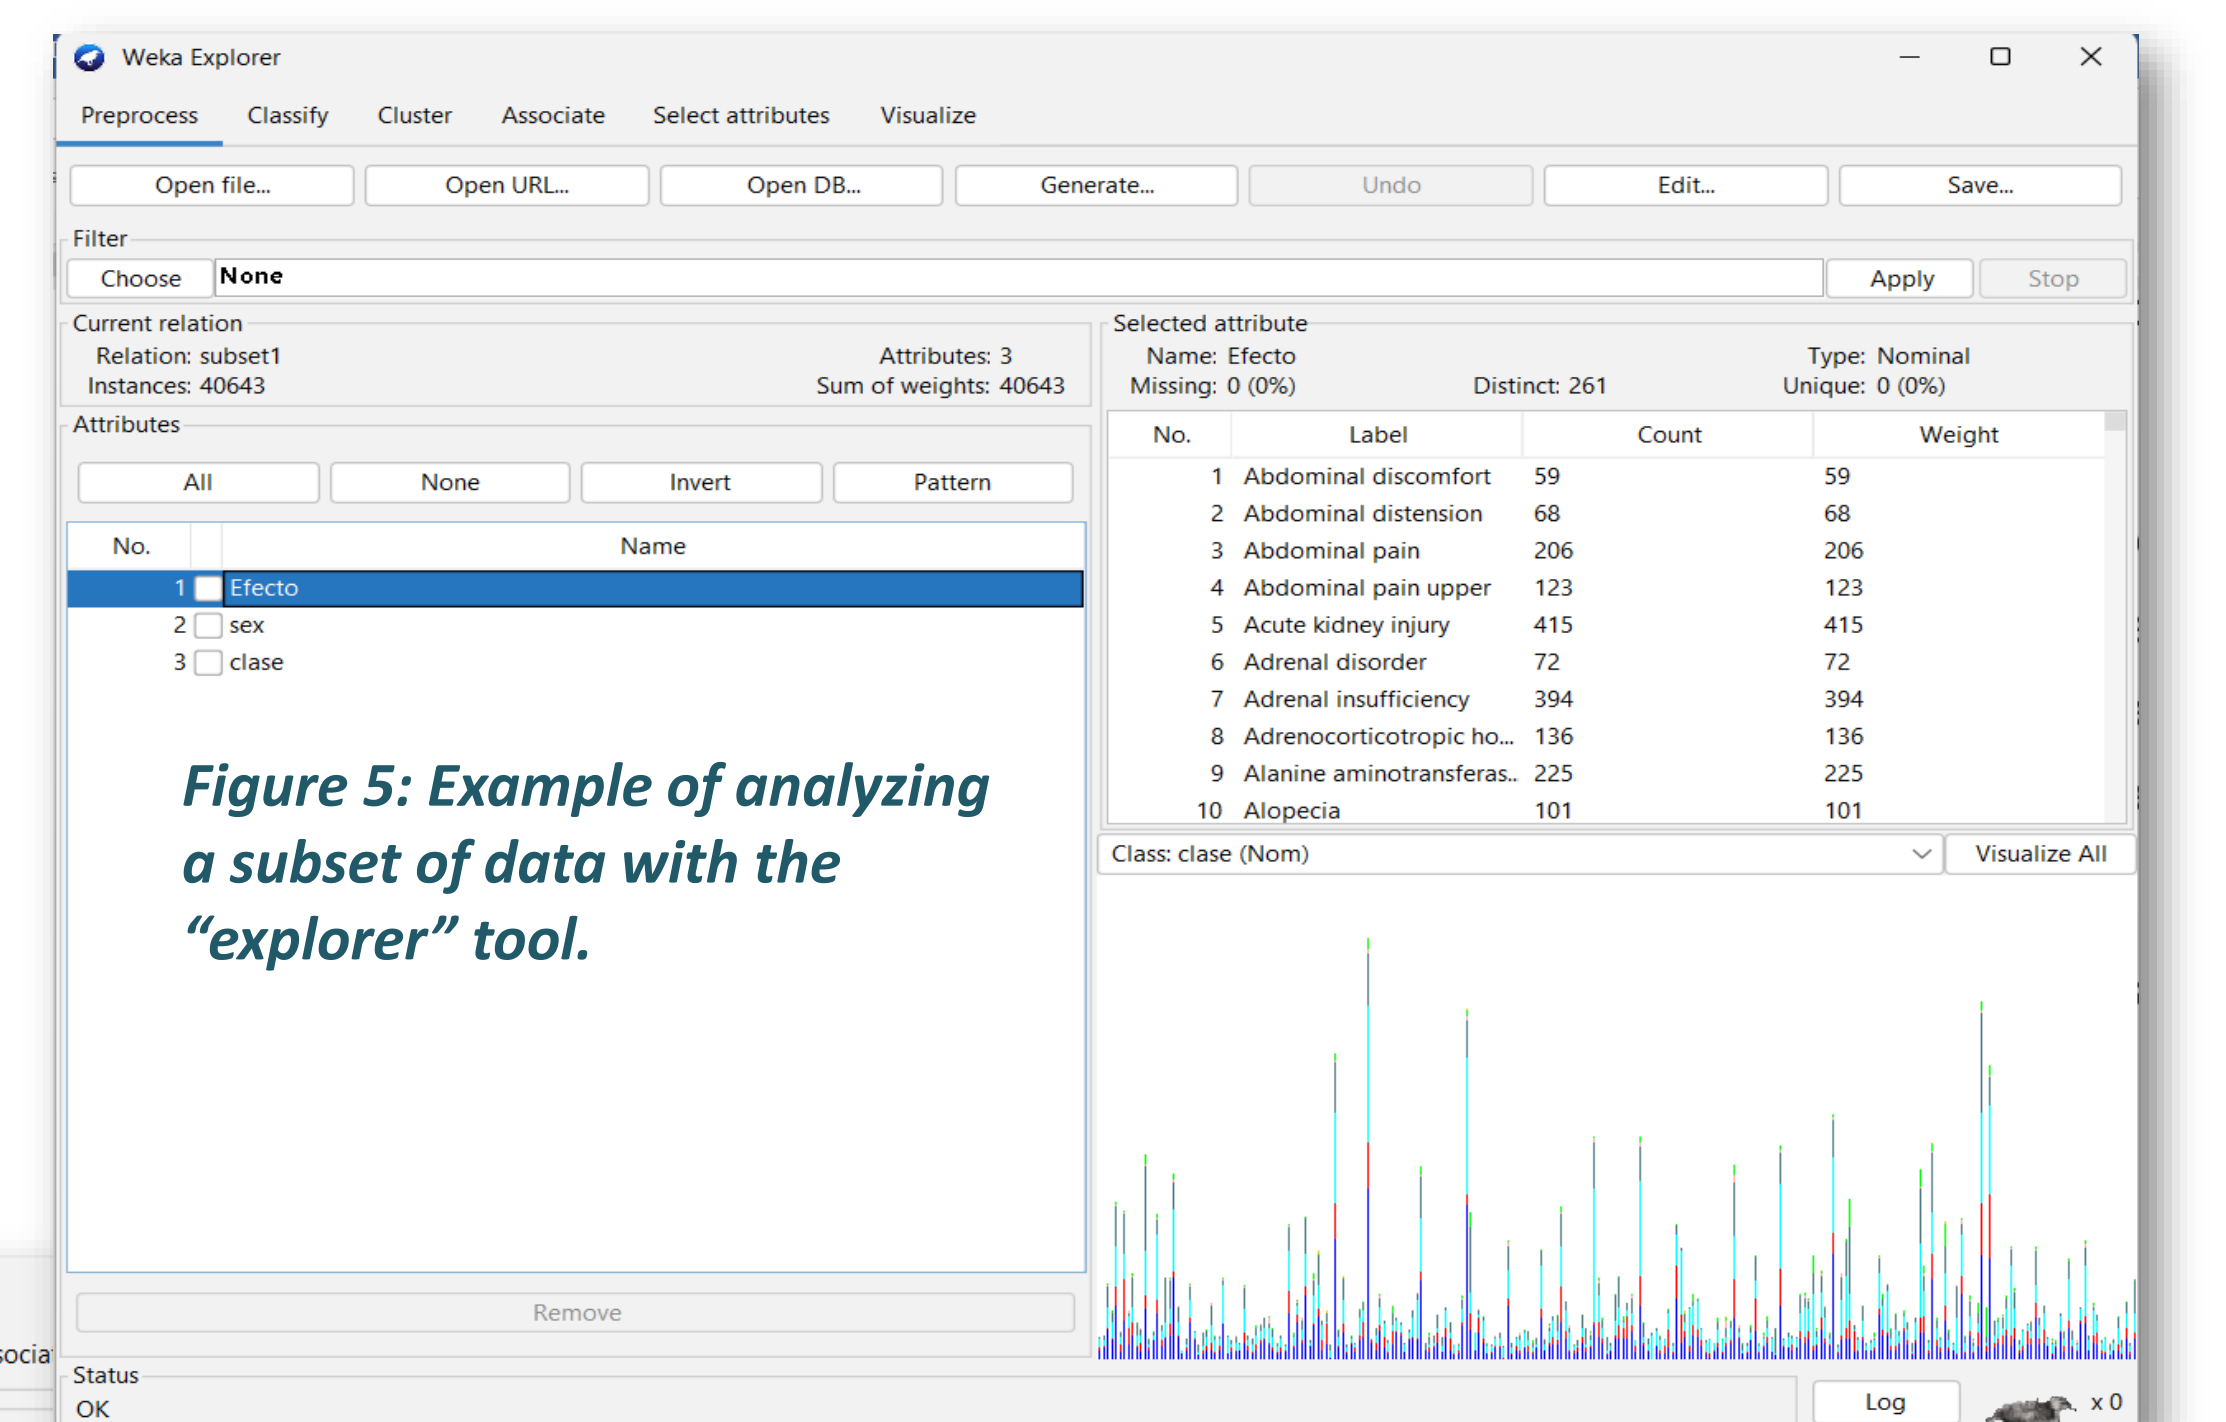 Weka Explorer
Preprocess Classify Cluster Associate Select attributes Visualize
Open file... Open URL... Open DB... Generate... Undo Edit... Save...
Filter
Choose None Apply Stop
Current relation
Relation: subset1 Attributes: 3
Instances: 40643 Sum of weights: 40643
Attributes
All None Invert Pattern
No. Name
1 Efecto
2 sex
3 clase
Figure 5: Example of analyzing
a subset of data with the
“explorer” tool.
Remove
Selected attribute
Name: Efecto Type: Nominal
Missing: 0 (0%) Distinct: 261 Unique: 0 (0%)
No. Label Count Weight
1 Abdominal discomfort 59 59
2 Abdominal distension 68 68
3 Abdominal pain 206 206
4 Abdominal pain upper 123 123
5 Acute kidney injury 415 415
6 Adrenal disorder 72 72
7 Adrenal insufficiency 394 394
8 Adrenocorticotropic ho... 136 136
9 Alanine aminotransferas.. 225 225
10 Alopecia 101 101
Class: clase (Nom) Visualize All
Status
OK
Log x 0